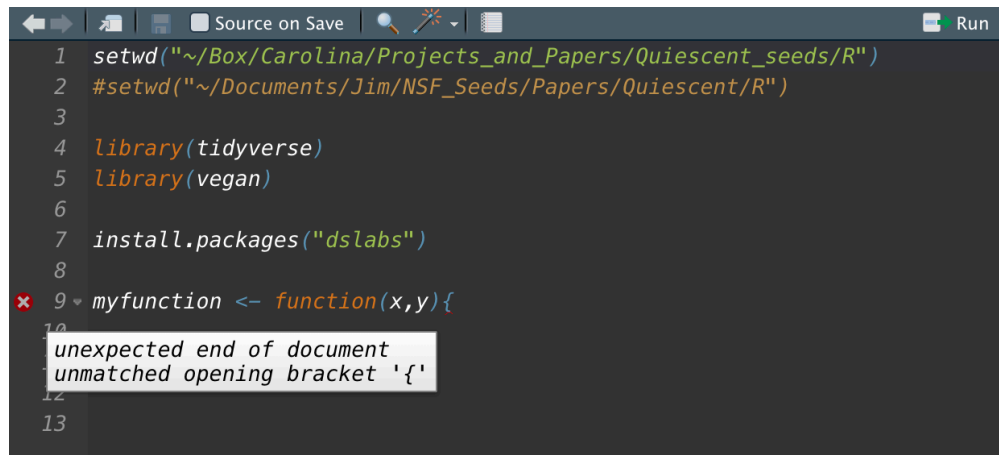 Source on Save
Run
1 setwd("~/Box/Carolina/Projects_and_Papers/Quiescent_seeds/R")
2 #setwd("~/Documents/Jim/NSF_Seeds/Papers/Quiescent/R")
3
4 library(tidyverse)
5 library(vegan)
6
7 install.packages("dslabs")
8
9 myfunction <- function(x,y){
10
unexpected end of document
unmatched opening bracket '{'
12
13